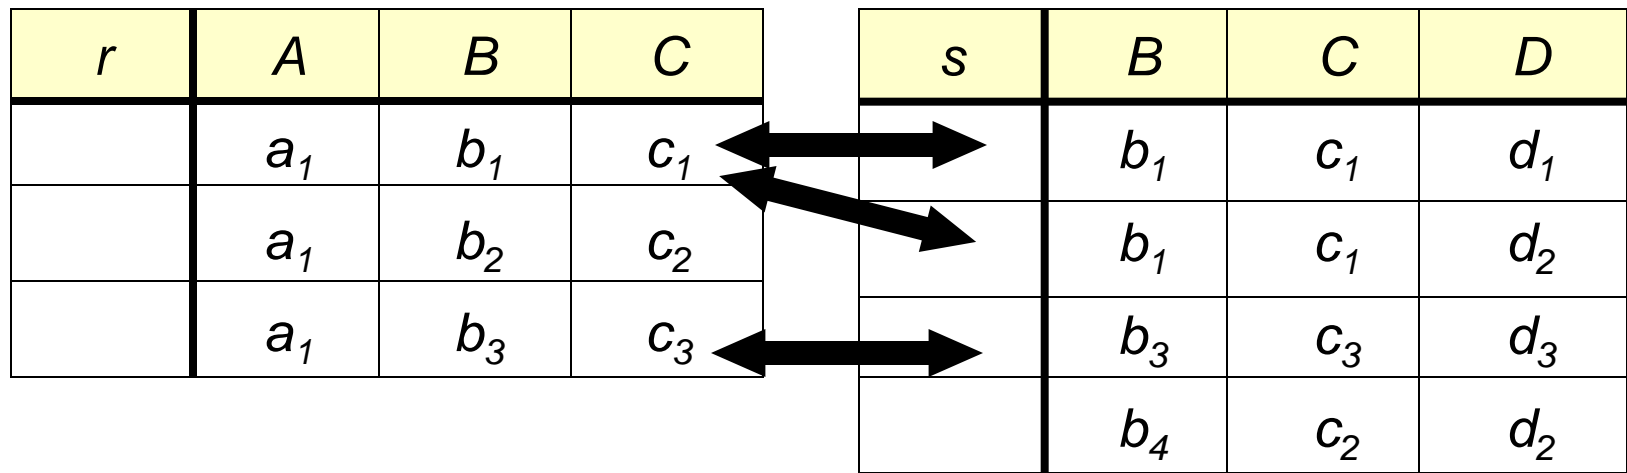 r A B C
a₁ b₁ c₁
a₁ b₂ c₂
a₁ b₃ c₃
s B C D
b₁ c₁ d₁
b₁ c₁ d₂
b₃ c₃ d₃
b₄ c₂ d₂